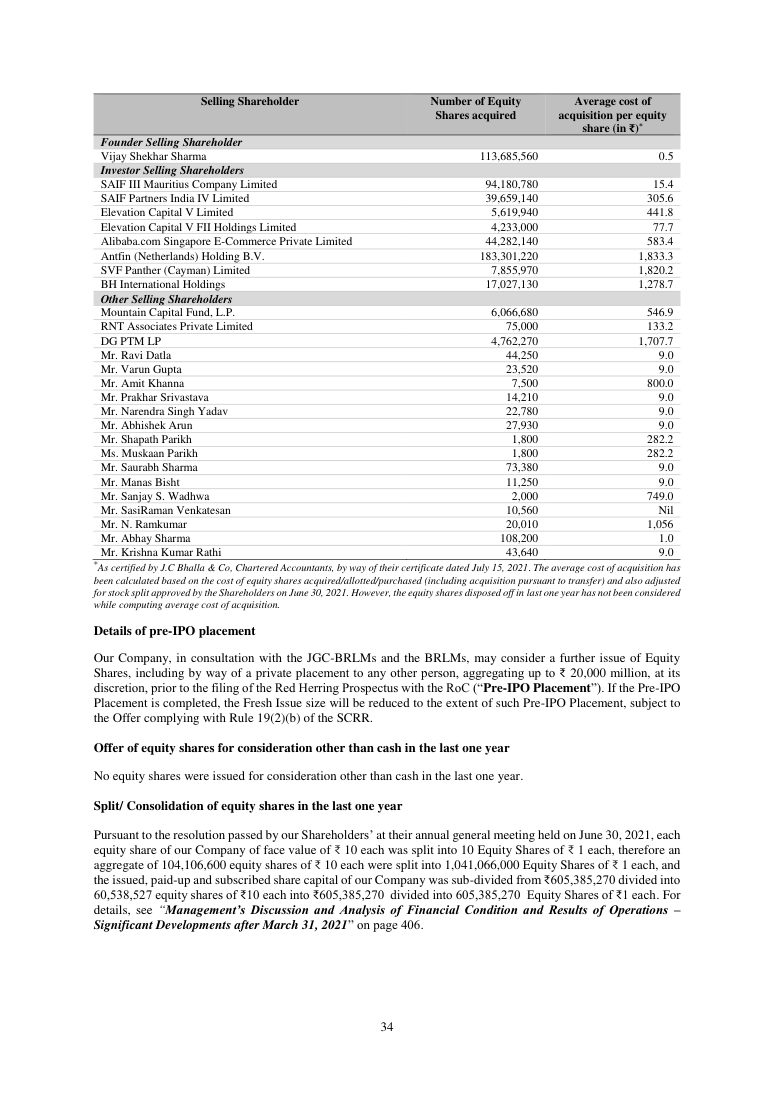 Selling Shareholder Number of Equity Shares acquired Average cost of acquisition per equity share (in ₹)*
Founder Selling Shareholder
Vijay Shekhar Sharma 113,685,560 0.5
Investor Selling Shareholders
SAIF III Mauritius Company Limited 94,180,780 15.4
SAIF Partners India IV Limited 39,659,140 305.6
Elevation Capital V Limited 5,619,940 441.8
Elevation Capital V FII Holdings Limited 4,233,000 77.7
Alibaba.com Singapore E-Commerce Private Limited 44,282,140 583.4
Antfin (Netherlands) Holding B.V. 183,301,220 1,833.3
SVF Panther (Cayman) Limited 7,855,970 1,820.2
BH International Holdings 17,027,130 1,278.7
Other Selling Shareholders
Mountain Capital Fund, L.P. 6,066,680 546.9
RNT Associates Private Limited 75,000 133.2
DG PTM LP 4,762,270 1,707.7
Mr. Ravi Datla 44,250 9.0
Mr. Varun Gupta 23,520 9.0
Mr. Amit Khanna 7,500 800.0
Mr. Prakhar Srivastava 14,210 9.0
Mr. Narendra Singh Yadav 22,780 9.0
Mr. Abhishek Arun 27,930 9.0
Mr. Shapath Parikh 1,800 282.2
Ms. Muskaan Parikh 1,800 282.2
Mr. Saurabh Sharma 73,380 9.0
Mr. Manas Bisht 11,250 9.0
Mr. Sanjay S. Wadhwa 2,000 749.0
Mr. SasiRaman Venkatesan 10,560 Nil
Mr. N. Ramkumar 20,010 1,056
Mr. Abhay Sharma 108,200 1.0
Mr. Krishna Kumar Rathi 43,640 9.0
*As certified by J.C Bhalla & Co, Chartered Accountants, by way of their certificate dated July 15, 2021. The average cost of acquisition has
been calculated based on the cost of equity shares acquired/allotted/purchased (including acquisition pursuant to transfer) and also adjusted
for stock split approved by the Shareholders on June 30, 2021. However, the equity shares disposed off in last one year has not been considered
while computing average cost of acquisition.
Details of pre-IPO placement
Our Company, in consultation with the JGC-BRLMs and the BRLMs, may consider a further issue of Equity
Shares, including by way of a private placement to any other person, aggregating up to ₹ 20,000 million, at its
discretion, prior to the filing of the Red Herring Prospectus with the RoC (“Pre-IPO Placement”). If the Pre-IPO
Placement is completed, the Fresh Issue size will be reduced to the extent of such Pre-IPO Placement, subject to
the Offer complying with Rule 19(2)(b) of the SCRR.
Offer of equity shares for consideration other than cash in the last one year
No equity shares were issued for consideration other than cash in the last one year.
Split/ Consolidation of equity shares in the last one year
Pursuant to the resolution passed by our Shareholders’ at their annual general meeting held on June 30, 2021, each
equity share of our Company of face value of ₹ 10 each was split into 10 Equity Shares of ₹ 1 each, therefore an
aggregate of 104,106,600 equity shares of ₹ 10 each were split into 1,041,066,000 Equity Shares of ₹ 1 each, and
the issued, paid-up and subscribed share capital of our Company was sub-divided from ₹605,385,270 divided into
60,538,527 equity shares of ₹10 each into ₹605,385,270 divided into 605,385,270 Equity Shares of ₹1 each. For
details, see “Management’s Discussion and Analysis of Financial Condition and Results of Operations –
Significant Developments after March 31, 2021” on page 406.
34